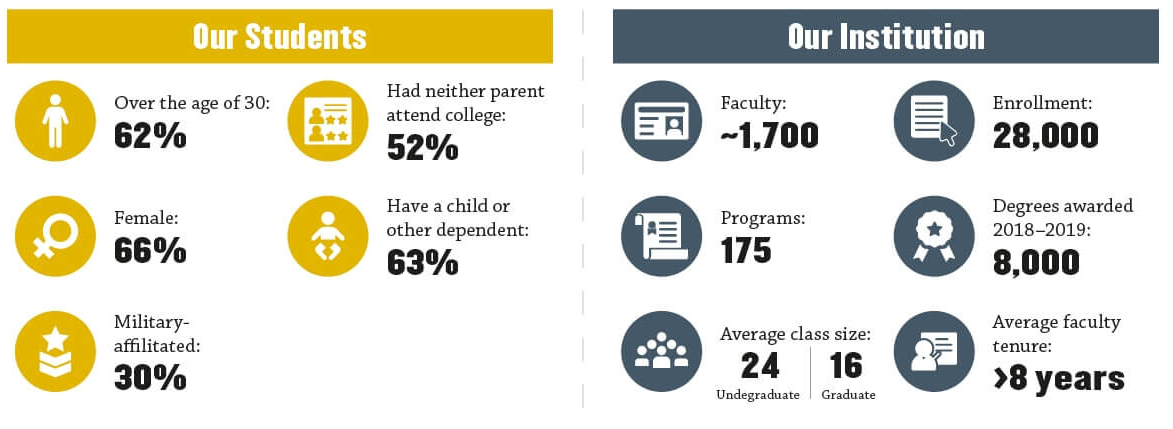 Our Students
Over the age of 30:
62%
Had neither parent
attend college:
52%
Female:
66%
Have a child or
other dependent:
63%
Military-
affilitated:
30%
Our Institution
Faculty:
~1,700
Enrollment:
28,000
Programs:
175
Degrees awarded
2018–2019:
8,000
Average class size:
24
Undegraduate
16
Graduate
Average faculty
tenure:
>8 years